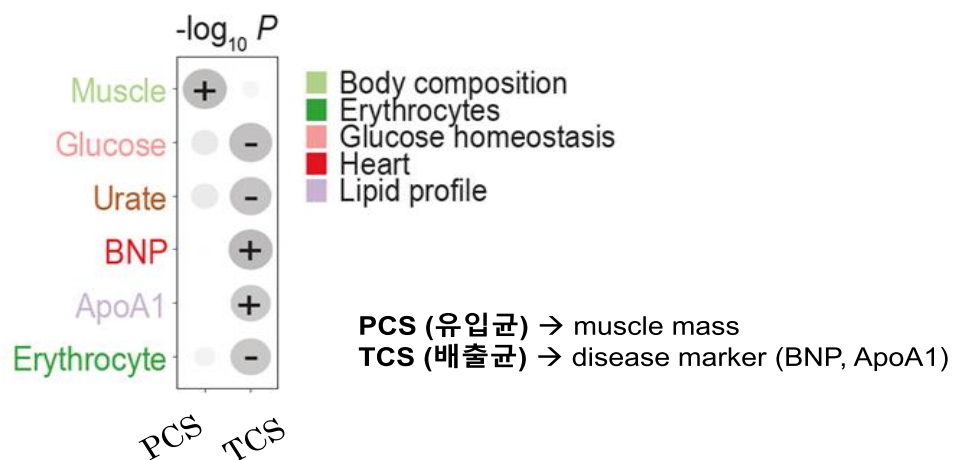 -log10 P
Muscle + 
Glucose -
Urate -
BNP +
ApoA1 +
Erythrocyte -
PCS TCS
Body composition
Erythrocytes
Glucose homeostasis
Heart
Lipid profile
PCS (유입균) → muscle mass
TCS (배출균) → disease marker (BNP, ApoA1)